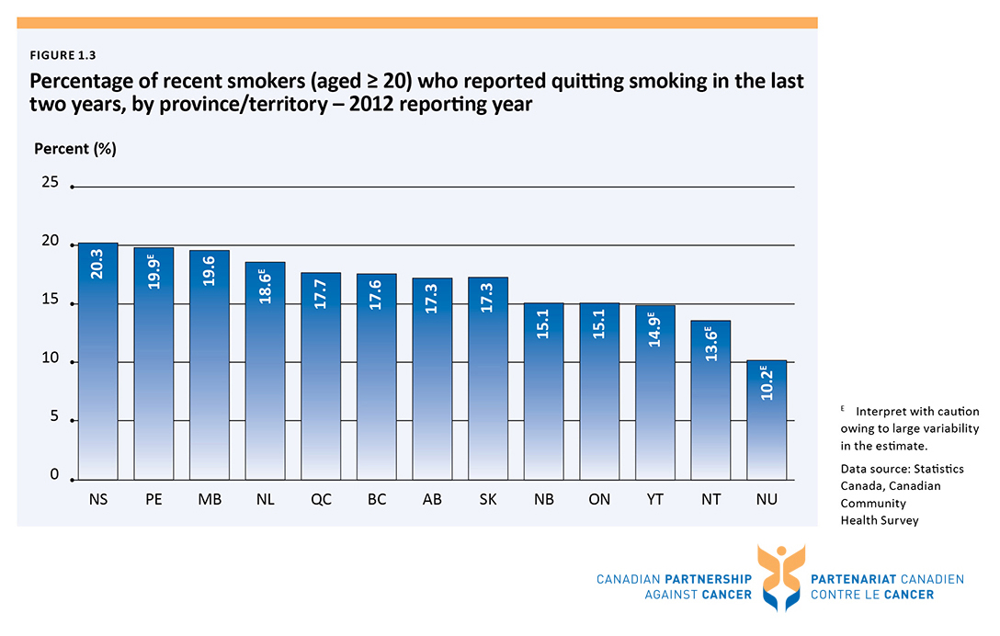 FIGURE 1.3
Percentage of recent smokers (aged ≥ 20) who reported quitting smoking in the last
two years, by province/territory – 2012 reporting year
Percent (%)
25
20
15
10
5
0
20.3
19.9ᴱ
19.6
18.6ᴱ
17.7
17.6
17.3
17.3
15.1
15.1
14.9ᴱ
13.6ᴱ
10.2ᴱ
NS PE MB NL QC BC AB SK NB ON YT NT NU
ᴱ Interpret with caution
owing to large variability
in the estimate.
Data source: Statistics
Canada, Canadian
Community
Health Survey
CANADIAN PARTNERSHIP
AGAINST CANCER
PARTENARIAT CANADIEN
CONTRE LE CANCER